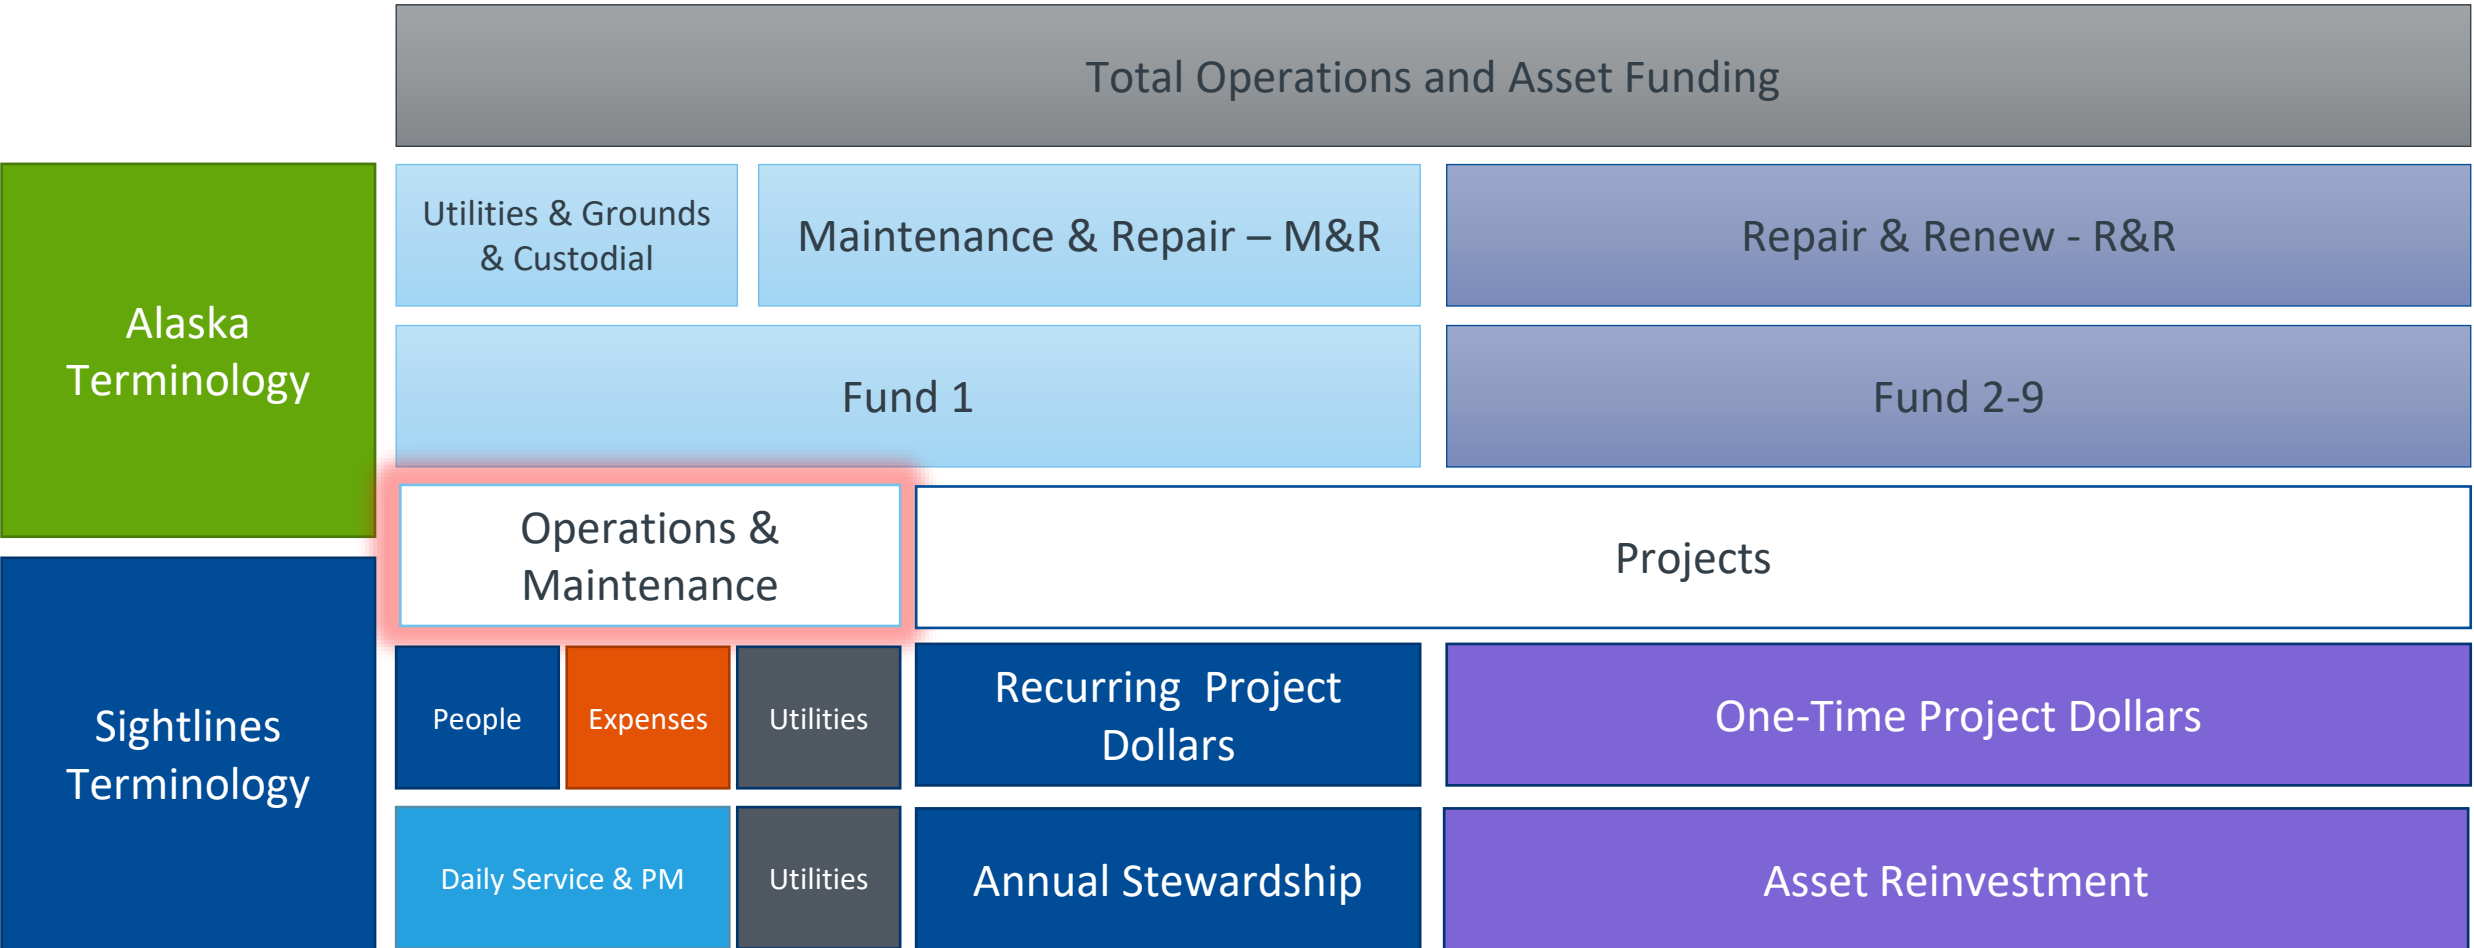 Total Operations and Asset Funding
Alaska
Terminology
Utilities & Grounds
& Custodial
Maintenance & Repair – M&R
Repair & Renew - R&R
Fund 1
Fund 2-9
Operations &
Maintenance
Projects
Sightlines
Terminology
People
Expenses
Utilities
Recurring Project
Dollars
One-Time Project Dollars
Daily Service & PM
Utilities
Annual Stewardship
Asset Reinvestment